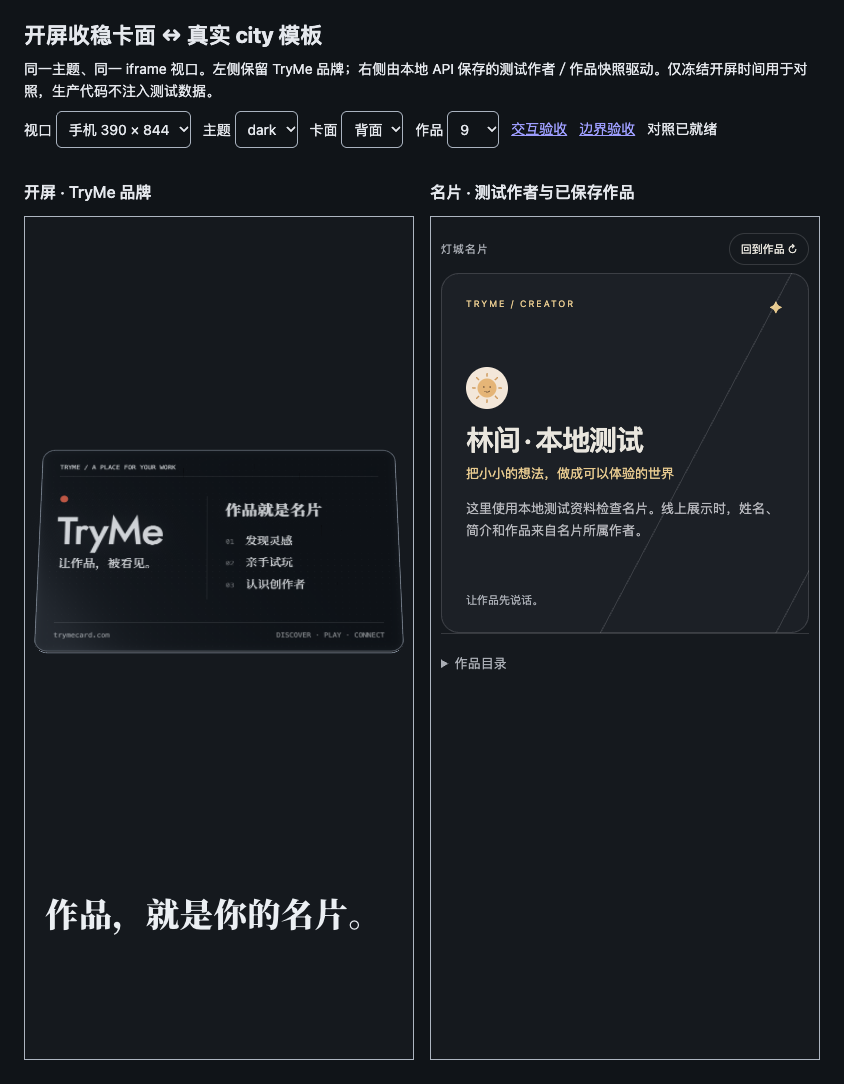 开屏收稳卡面 ↔ 真实 city 模板
同一主题、同一 iframe 视口。左侧保留 TryMe 品牌；右侧由本地 API 保存的测试作者 / 作品快照驱动。仅冻结开屏时间用于对
照，生产代码不注入测试数据。
视口 手机 390 × 844 主题 dark 卡面 背面 作品 9 交互验收 边界验收 对照已就绪
开屏 · TryMe 品牌
TRYME / A PLACE FOR YOUR WORK
TryMe
让作品，被看见。
作品就是名片
01 发现灵感
02 亲手试玩
03 认识创作者
trymecard.com
DISCOVER · PLAY · CONNECT
作品，就是你的名片。
名片 · 测试作者与已保存作品
灯城名片
回到作品 ↻
TRYME / CREATOR
林间 · 本地测试
把小小的想法，做成可以体验的世界
这里使用本地测试资料检查名片。线上展示时，姓名、
简介和作品来自名片所属作者。
让作品先说话。
▶ 作品目录